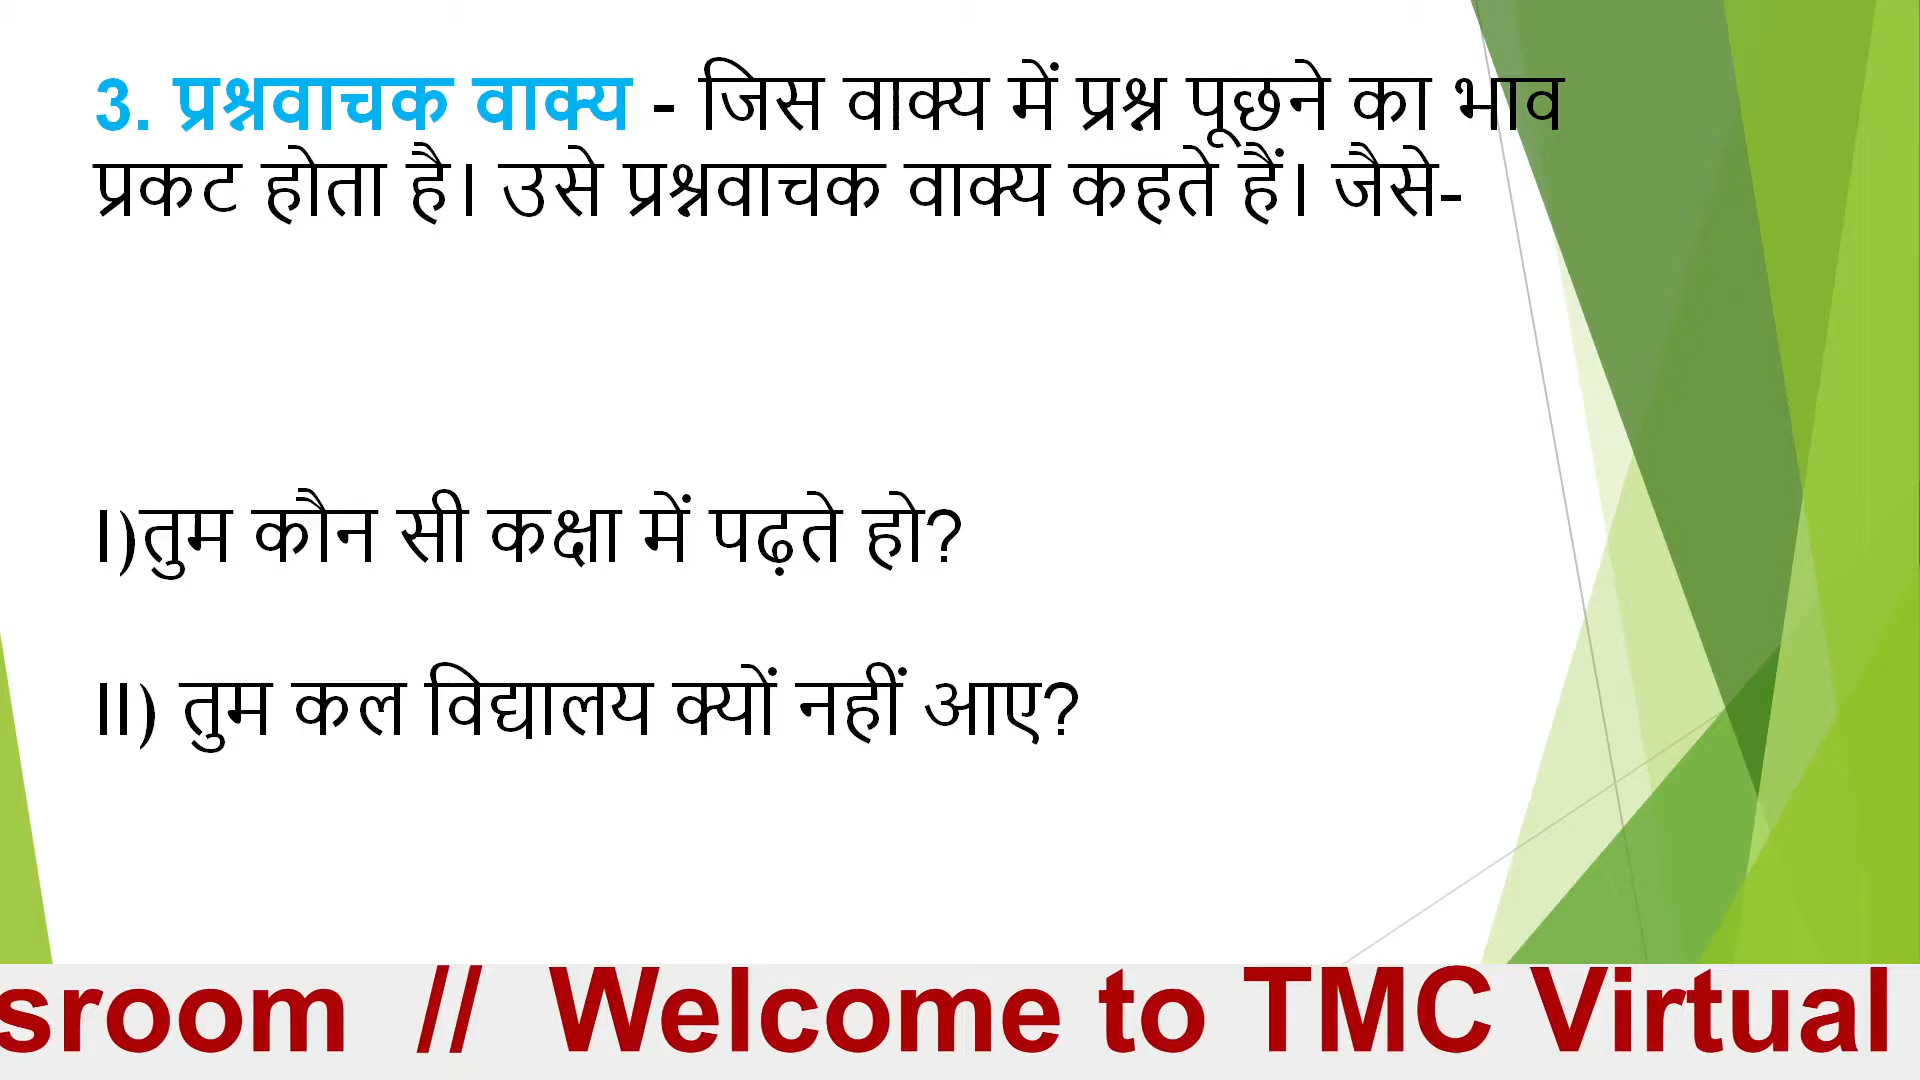 3. प्रश्नवाचक वाक्य - जिस वाक्य में प्रश्न पूछने का भाव
प्रकट होता है। उसे प्रश्नवाचक वाक्य कहते हैं। जैसे-
I)तुम कौन सी कक्षा में पढ़ते हो?
II) तुम कल विद्यालय क्यों नहीं आए?
sroom // Welcome to TMC Virtual